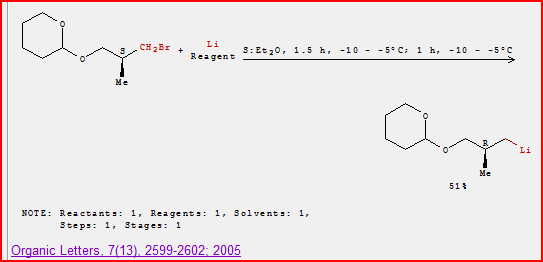 O
O
S
CH2Br
Me
+
Li
Reagent
S:Et2O, 1.5 h, -10 - -5°C; 1 h, -10 - -5°C
O
O
R
Li
Me
51%
NOTE: Reactants: 1, Reagents: 1, Solvents: 1,
Steps: 1, Stages: 1
Organic Letters, 7(13), 2599-2602; 2005